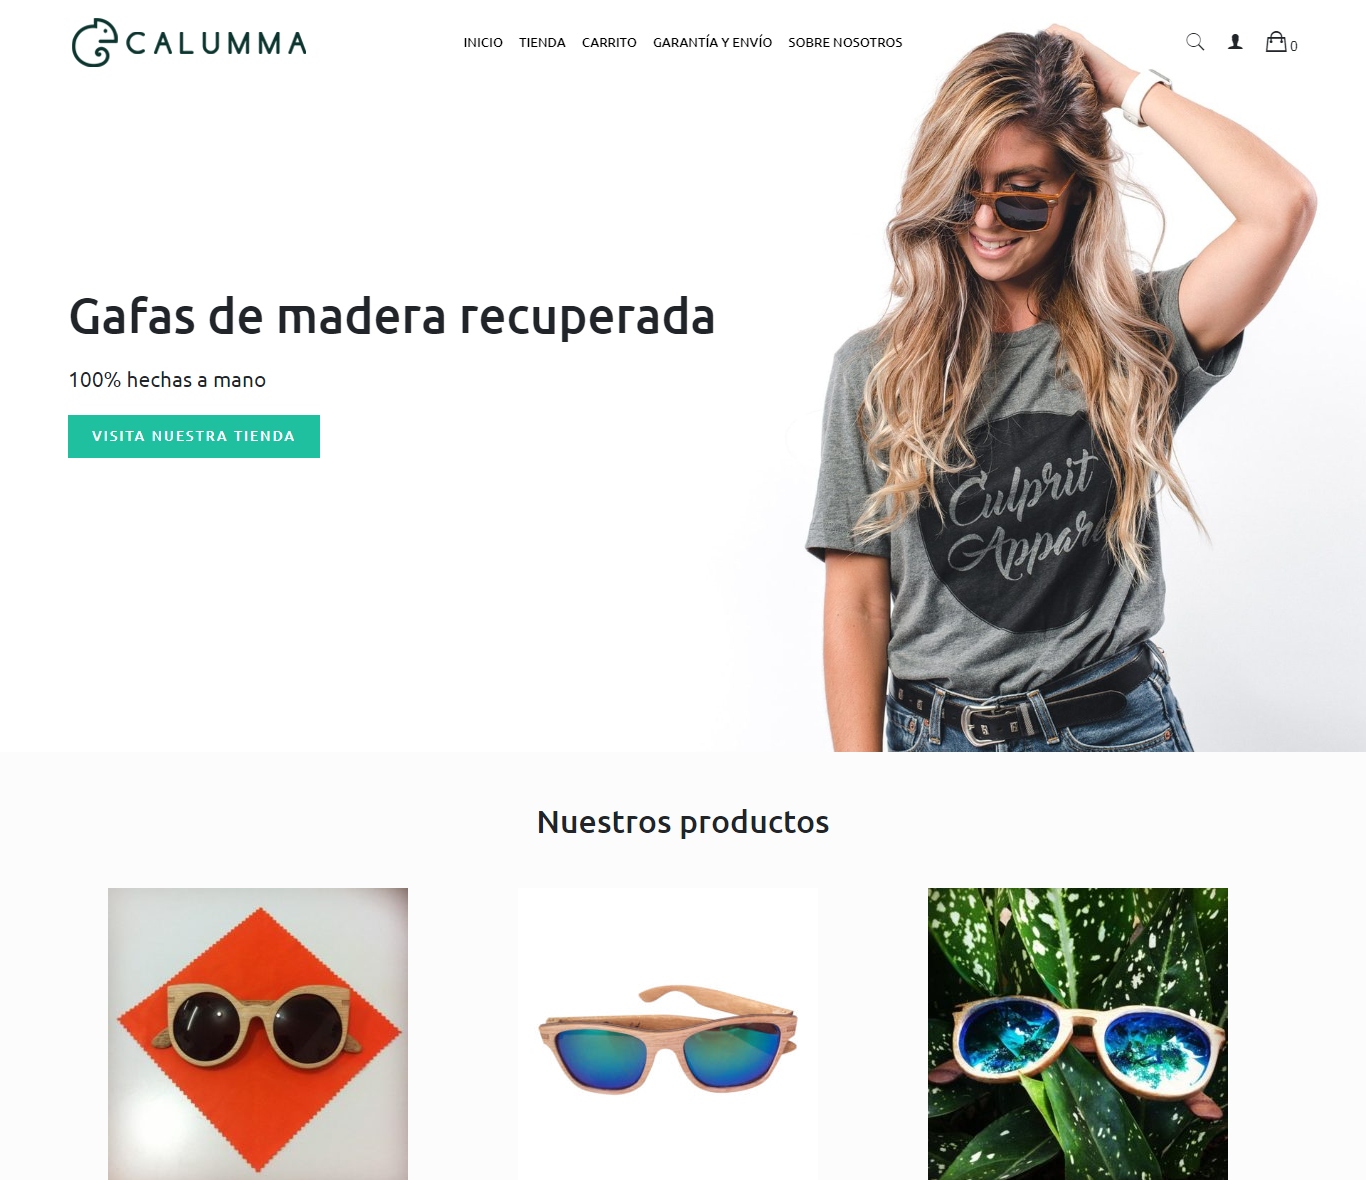 CALUMMA
INICIO TIENDA CARRITO GARANTÍA Y ENVÍO SOBRE NOSOTROS
0
Gafas de madera recuperada
100% hechas a mano
VISITA NUESTRA TIENDA
Culprit
Appare
Nuestros productos